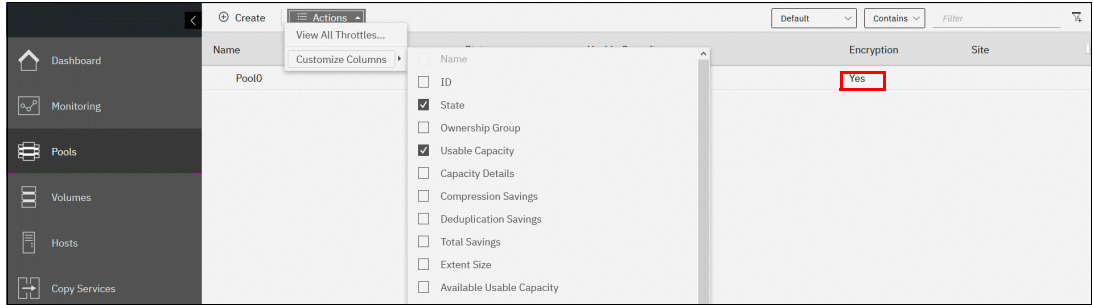 Create
Actions
Default
Contains
Filter
View All Throttles...
Customize Columns
Name
Encryption
Site
Pool0
Yes
Name
ID
State
Ownership Group
Usable Capacity
Capacity Details
Compression Savings
Deduplication Savings
Total Savings
Extent Size
Available Usable Capacity
Dashboard
Monitoring
Pools
Volumes
Hosts
Copy Services